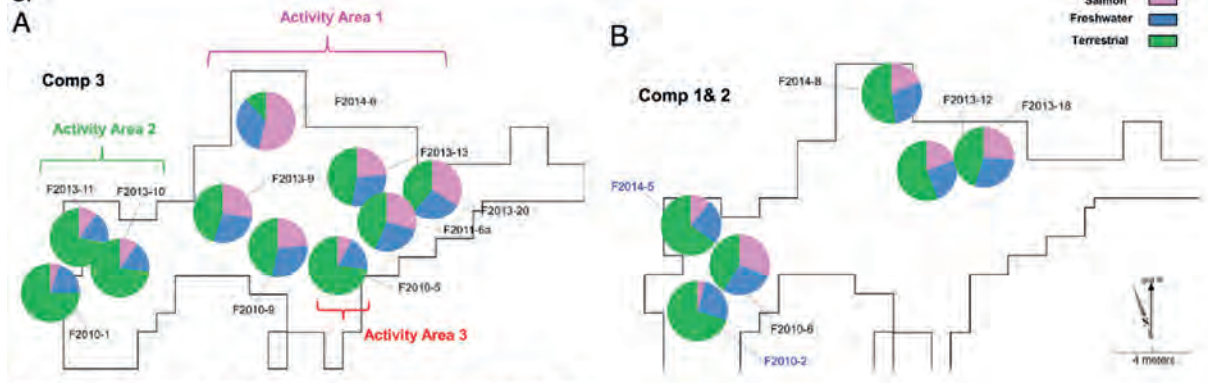 A
Activity Area 1
Comp 3
F2014-6
Activity Area 2
F2013-11
F2013-10
F2013-9
F2013-13
F2013-20
F2011-6a
F2010-5
F2010-9
F2010-1
Activity Area 3
B
Salmon
Freshwater
Terrestrial
Comp 1& 2
F2014-8
F2013-12
F2013-18
F2014-5
F2010-6
F2010-2
4 meters